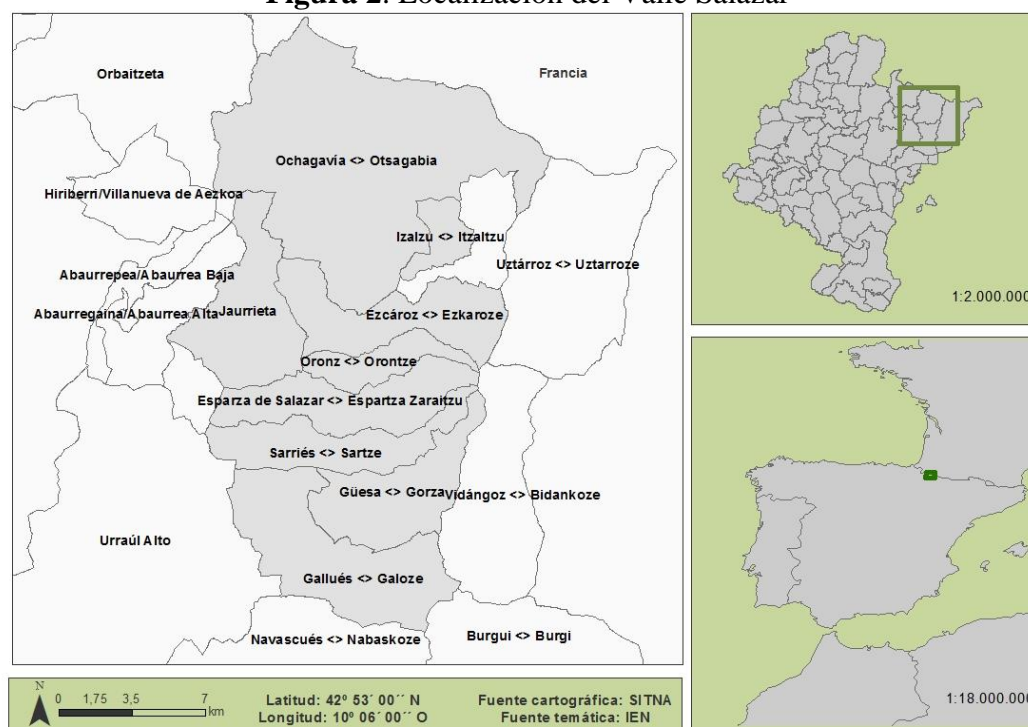 Figura 2. Localización del Valle Salazar
Orbaitzeta
Francia
Ochagavía <> Otsagabia
Hiriberri/Villanueva de Aezkoa
Izalzu <> Itzaltzu
Uztárroz <> Uztarroze
Abaurrepea/Abaurrea Baja
Abaurregaina/Abaurrea Alta
Jaurrieta
Ezcároz <> Ezkaroze
Oronz <> Orontze
Esparza de Salazar <> Espartza Zaraitzu
Sarriés <> Sartze
Güesa <> Gorza
Vidángoz <> Bidankoze
Urraúl Alto
Gallués <> Galoze
Navascués <> Nabaskoze
Burgui <> Burgi
1:2.000.000
1:18.000.000
N
0 1,75 3,5 7
km
Latitud: 42º 53´ 00´´ N
Longitud: 10º 06´ 00´´ O
Fuente cartográfica: SITNA
Fuente temática: IEN